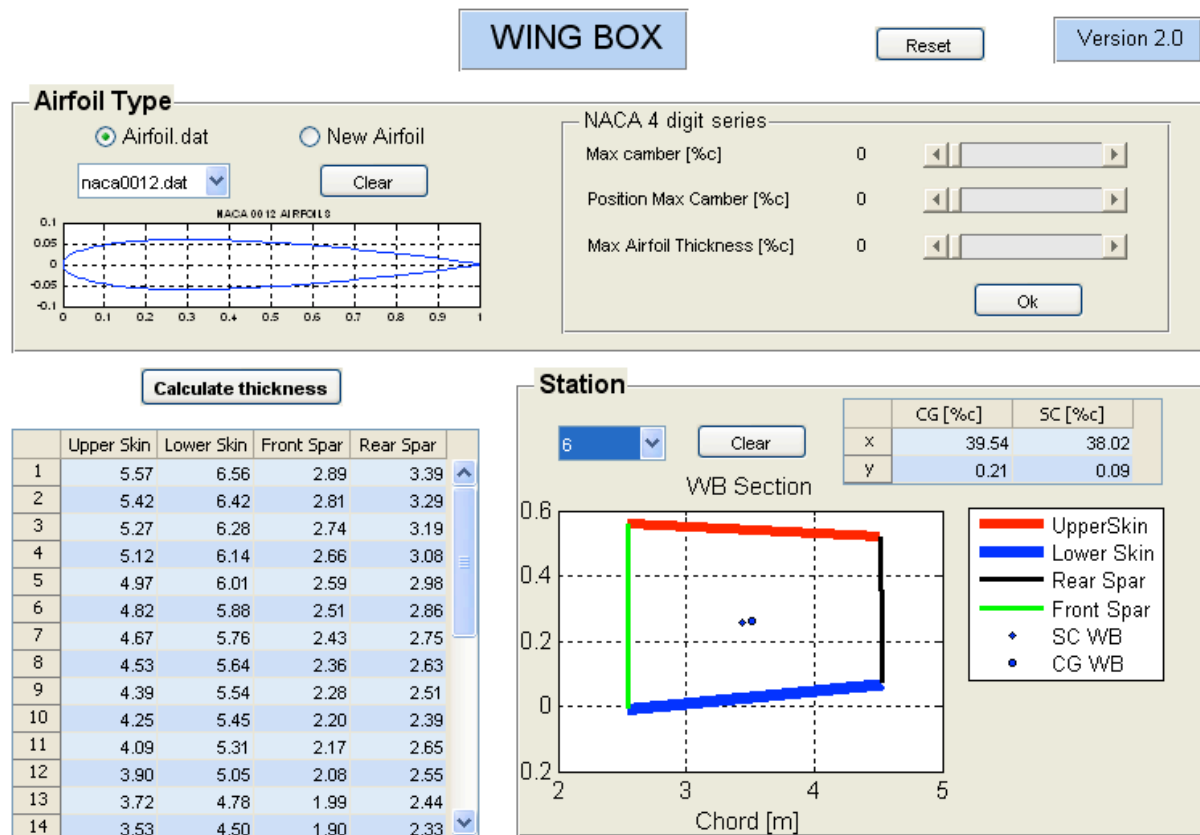 WING BOX
Reset
Version 2.0
Airfoil Type
Airfoil.dat
New Airfoil
naca0012.dat
Clear
NACA 0012 AIRFOILS
0.1
0.05
0
-0.05
-0.1
0 0.1 0.2 0.3 0.4 0.5 0.6 0.7 0.8 0.9 1
NACA 4 digit series
Max camber [%c] 0
Position Max Camber [%c] 0
Max Airfoil Thickness [%c] 0
Ok
Calculate thickness
Upper Skin Lower Skin Front Spar Rear Spar
1 5.57 6.56 2.89 3.39
2 5.42 6.42 2.81 3.29
3 5.27 6.28 2.74 3.19
4 5.12 6.14 2.66 3.08
5 4.97 6.01 2.59 2.98
6 4.82 5.88 2.51 2.86
7 4.67 5.76 2.43 2.75
8 4.53 5.64 2.36 2.63
9 4.39 5.54 2.28 2.51
10 4.25 5.45 2.20 2.39
11 4.09 5.31 2.17 2.65
12 3.90 5.05 2.08 2.55
13 3.72 4.78 1.99 2.44
14 3.53 4.50 1.90 2.33
Station
6
Clear
CG [%c] SC [%c]
x 39.54 38.02
y 0.21 0.09
WB Section
0.6
0.4
0.2
0
0.2
2 3 4 5
Chord [m]
UpperSkin
Lower Skin
Rear Spar
Front Spar
SC WB
CG WB